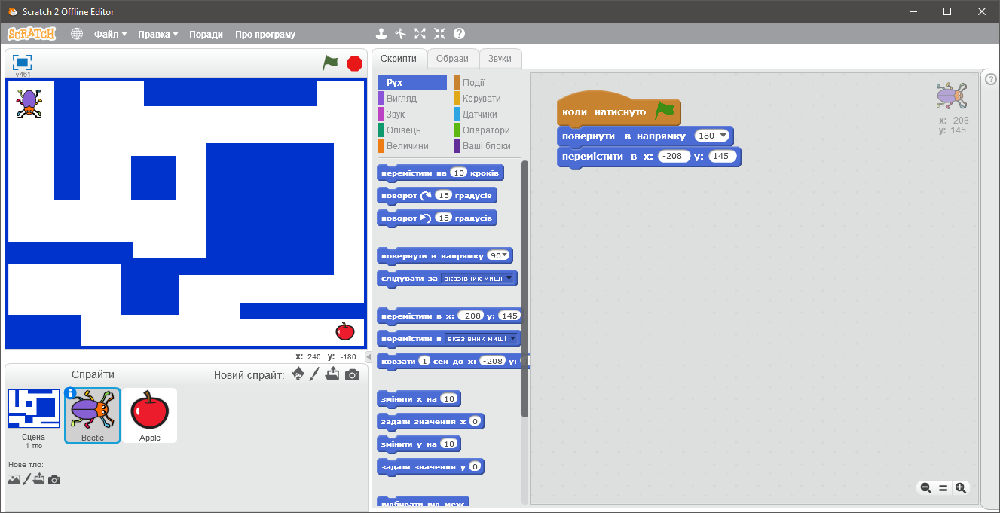 Scratch 2 Offline Editor
SCRATCH Файл Правка Поради Про програму
v461
Скрипти Образи Звуки
Рух Події
Вигляд Керувати
Звук Датчики
Олівець Оператори
Величини Ваші блоки
перемістити на 10 кроків
поворот 15 градусів
поворот 15 градусів
повернути в напрямку 90
слідувати за вказівник миші
перемістити в x: -208 y: 145
перемістити в вказівник миші
ковзати 1 сек до x: -208 y:
змінити x на 10
задати значення x 0
змінити y на 10
задати значення y 0
відбивати від меж
коли натиснуто
повернути в напрямку 180
перемістити в x: -208 y: 145
x: -208
y: 145
x: 240 y: -180
Спрайти Новий спрайт:
Сцена
1 тло
Нове тло:
Beetle
Apple